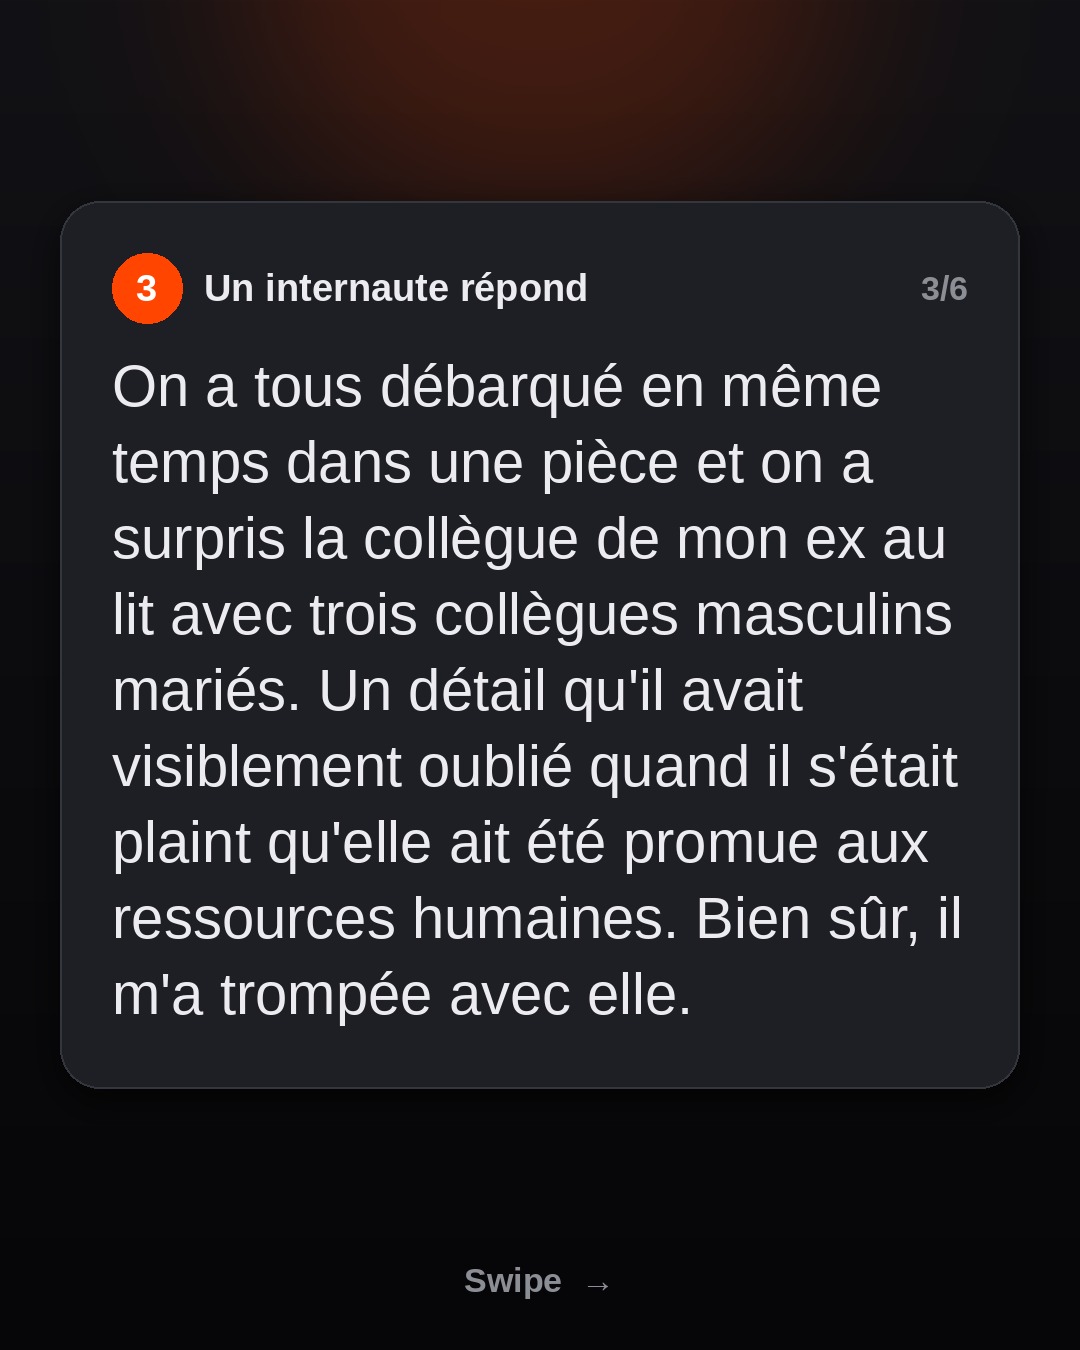 3 Un internaute répond 3/6
On a tous débarqué en même
temps dans une pièce et on a
surpris la collègue de mon ex au
lit avec trois collègues masculins
mariés. Un détail qu'il avait
visiblement oublié quand il s'était
plaint qu'elle ait été promue aux
ressources humaines. Bien sûr, il
m'a trompée avec elle.
Swipe →